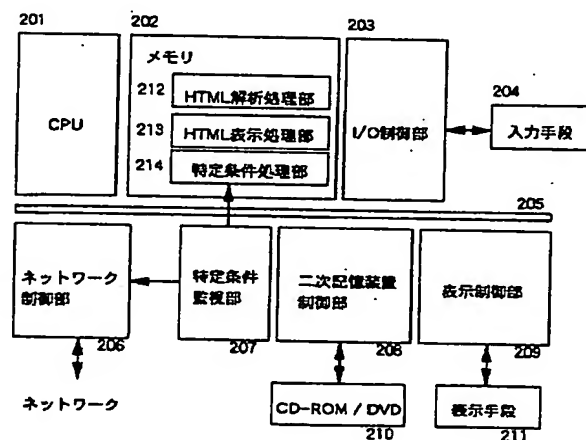 201
202
203
メモリ
CPU
212
HTML解析処理部
213
HTML表示処理部
214
特定条件処理部
I/O制御部
204
入力手段
205
ネットワーク
制御部
206
特定条件
監視部
207
二次記憶装置
制御部
208
表示制御部
209
ネットワーク
CD-ROM / DVD
210
表示手段
211